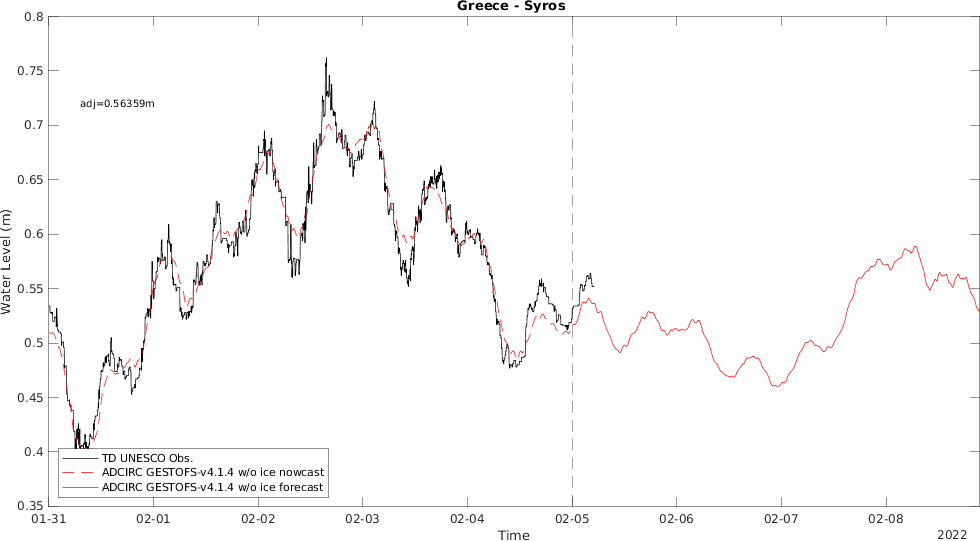 Greece - Syros
0.8
0.75
0.7
0.65
0.6
0.55
0.5
0.45
0.4
0.35
Water Level (m)
adj=0.56359m
TD UNESCO Obs.
ADCIRC GESTOFS-v4.1.4 w/o ice nowcast
ADCIRC GESTOFS-v4.1.4 w/o ice forecast
01-31 02-01 02-02 02-03 02-04 02-05 02-06 02-07 02-08
Time
2022